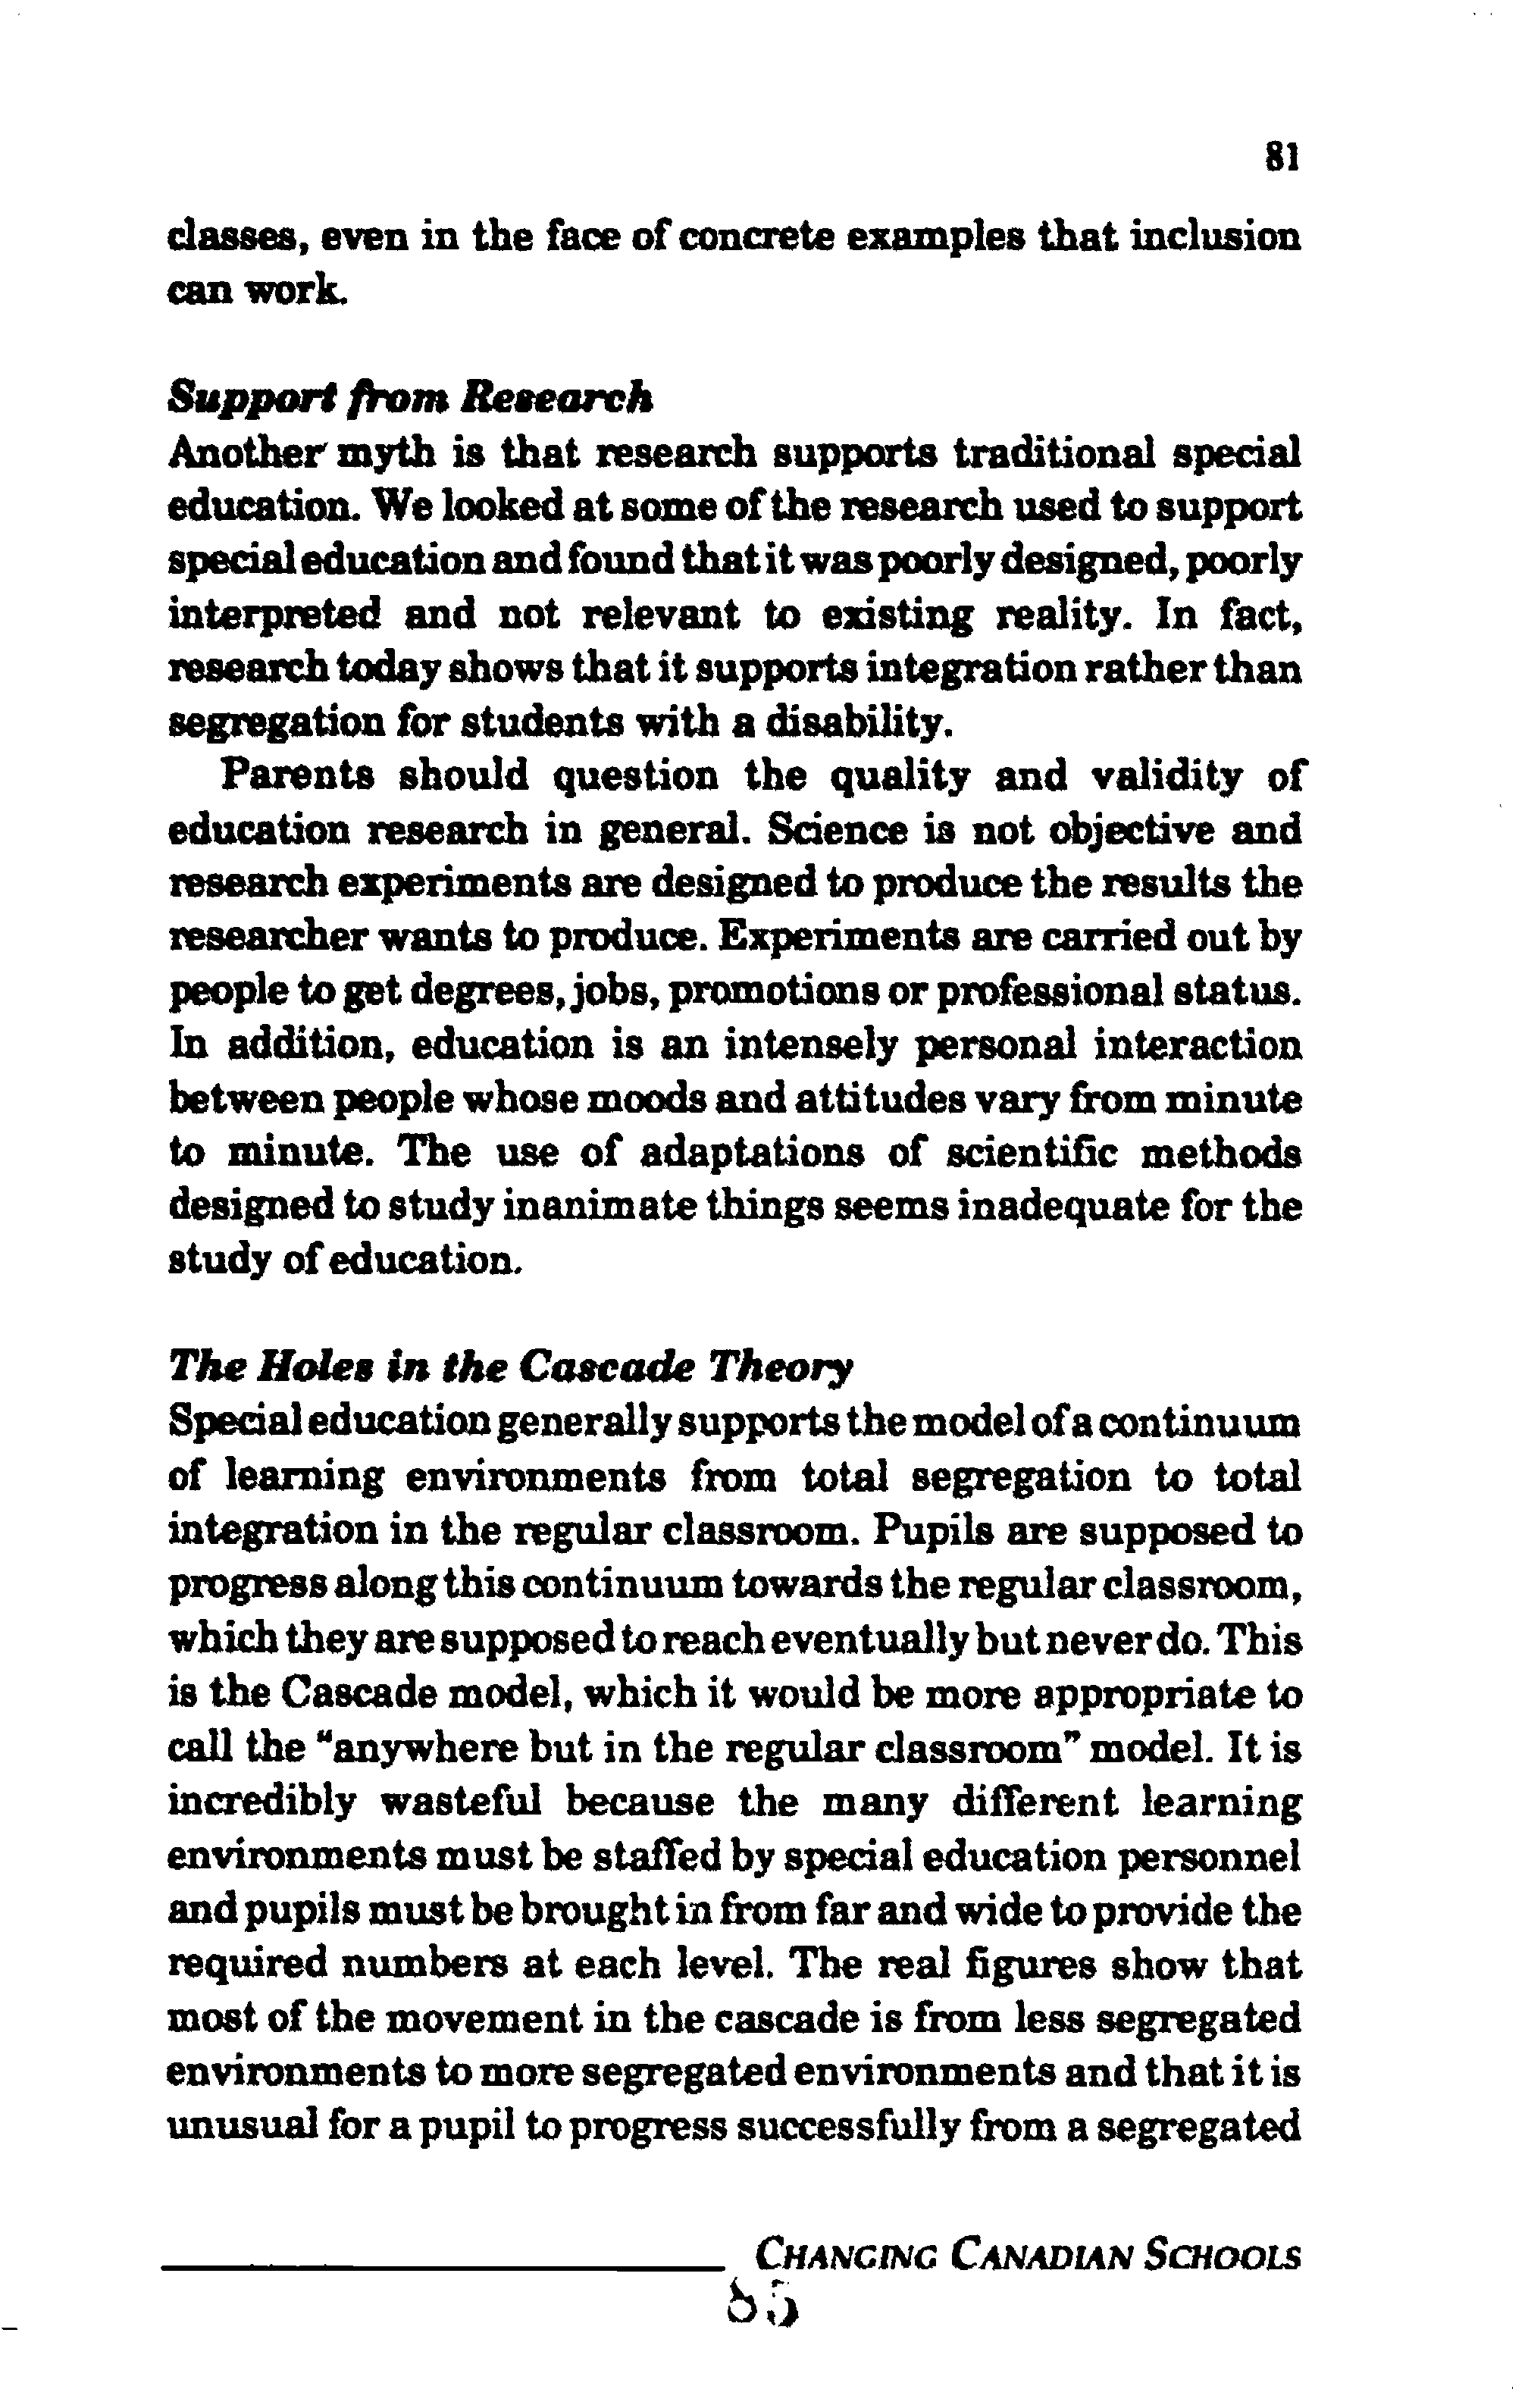 81
classes, even in the face of concrete examples that inclusion
can work.
Support from Research
Another myth is that research supports traditional special
education. We looked at some of the research used to support
special education and found that it was poorly designed, poorly
interpreted and not relevant to existing reality. In fact,
research today shows that it supports integration rather than
segregation for students with a disability.
Parents should question the quality and validity of
education research in general. Science is not objective and
research experiments are designed to produce the results the
researcher wants to produce. Experiments are carried out by
people to get degrees, jobs, promotions or professional status.
In addition, education is an intensely personal interaction
between people whose moods and attitudes vary from minute
to minute. The use of adaptations of scientific methods
designed to study inanimate things seems inadequate for the
study of education.
The Holes in the Cascade Theory
Special education generally supports the model of a continuum
of learning environments from total segregation to total
integration in the regular classroom. Pupils are supposed to
progress along this continuum towards the regular classroom,
which they are supposed to reach eventually but never do. This
is the Cascade model, which it would be more appropriate to
call the "anywhere but in the regular classroom" model. It is
incredibly wasteful because the many different learning
environments must be staffed by special education personnel
and pupils must be brought in from far and wide to provide the
required numbers at each level. The real figures show that
most of the movement in the cascade is from less segregated
environments to more segregated environments and that it is
unusual for a pupil to progress successfully from a segregated
CHANGING CANADIAN SCHOOLS
85